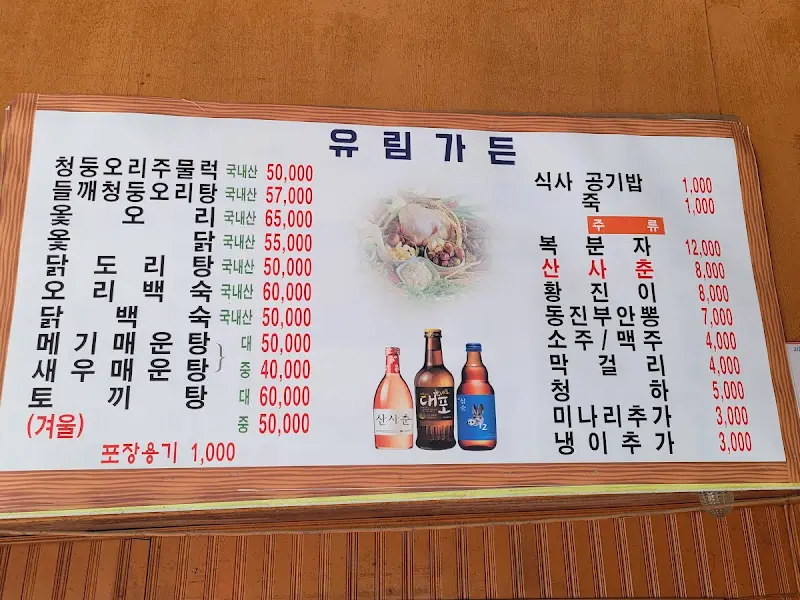 유림가든
청둥오리주물럭 국내산 50,000
들깨청둥오리탕 국내산 57,000
옻오리 국내산 65,000
옻닭 국내산 55,000
닭도리탕 국내산 50,000
오리백숙 국내산 60,000
닭백숙 국내산 50,000
메기매운탕 대 50,000
새우매운탕 중 40,000
토끼탕 대 60,000
(겨울) 중 50,000
포장용기 1,000
산사춘
대포
식사 공기밥 1,000
죽 1,000
주류
복분자 12,000
산사춘 8,000
황진이 8,000
동진부안뽕 7,000
소주/맥주 4,000
막걸리 4,000
청하 5,000
미나리추가 3,000
냉이추가 3,000